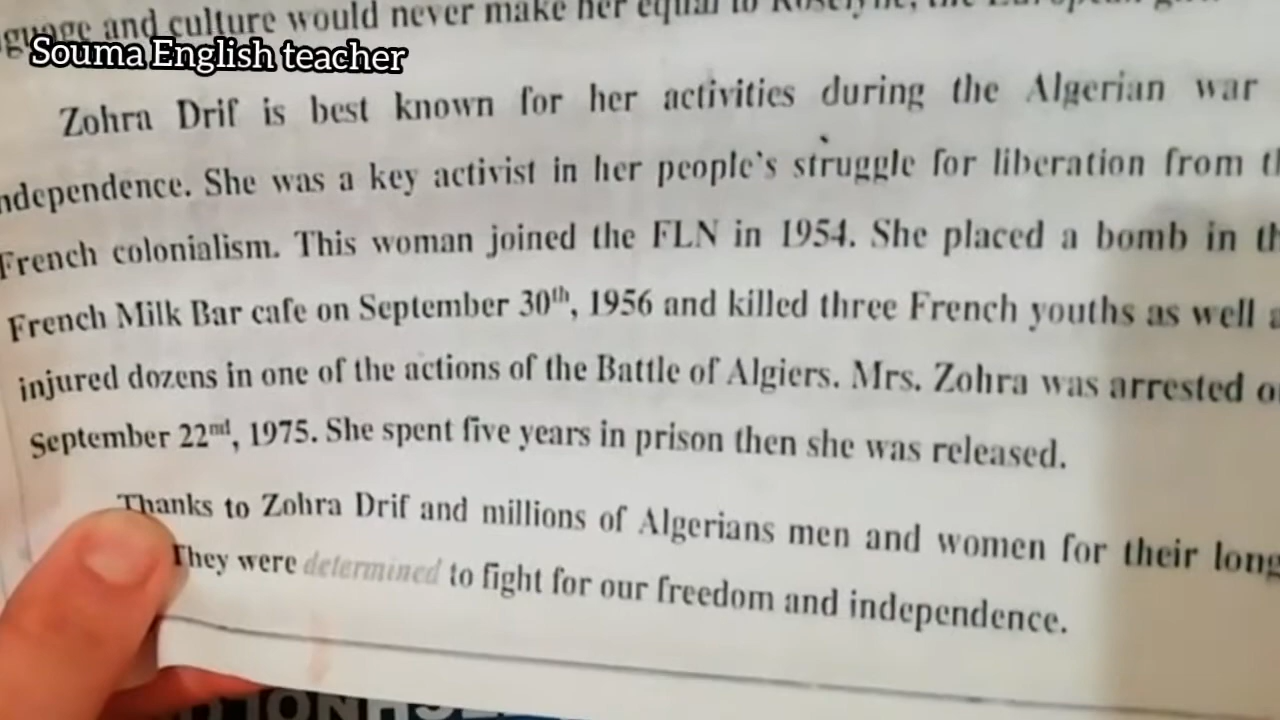 guage and culture would never make her equal to Roselyne, the European
Souma English teacher
Zohra Drif is best known for her activities during the Algerian war
ndependence. She was a key activist in her people's struggle for liberation from th
French colonialism. This woman joined the FLN in 1954. She placed a bomb in th
French Milk Bar cafe on September 30th, 1956 and killed three French youths as well a
injured dozens in one of the actions of the Battle of Algiers. Mrs. Zohra was arrested o
September 22nd, 1975. She spent five years in prison then she was released.
Thanks to Zohra Drif and millions of Algerians men and women for their long
They were determined to fight for our freedom and independence.